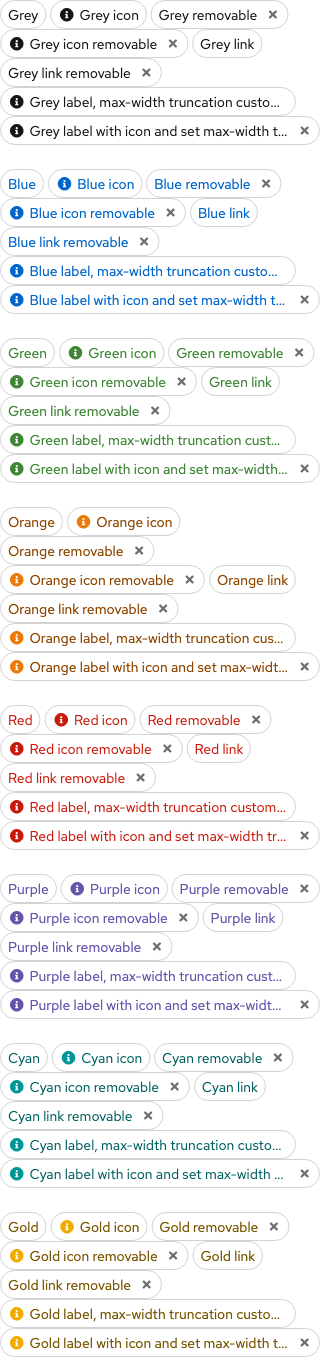 Grey Grey icon Grey removable
Grey icon removable Grey link
Grey link removable
Grey label, max-width truncation custo...
Grey label with icon and set max-width t...
Blue Blue icon Blue removable
Blue icon removable Blue link
Blue link removable
Blue label, max-width truncation custo...
Blue label with icon and set max-width t...
Green Green icon Green removable
Green icon removable Green link
Green link removable
Green label, max-width truncation cust...
Green label with icon and set max-width...
Orange Orange icon
Orange removable
Orange icon removable Orange link
Orange link removable
Orange label, max-width truncation cus...
Orange label with icon and set max-widt...
Red Red icon Red removable
Red icon removable Red link
Red link removable
Red label, max-width truncation custom...
Red label with icon and set max-width tr...
Purple Purple icon Purple removable
Purple icon removable Purple link
Purple link removable
Purple label, max-width truncation cust...
Purple label with icon and set max-widt...
Cyan Cyan icon Cyan removable
Cyan icon removable Cyan link
Cyan link removable
Cyan label, max-width truncation custo...
Cyan label with icon and set max-width ...
Gold Gold icon Gold removable
Gold icon removable Gold link
Gold link removable
Gold label, max-width truncation custo...
Gold label with icon and set max-width t...